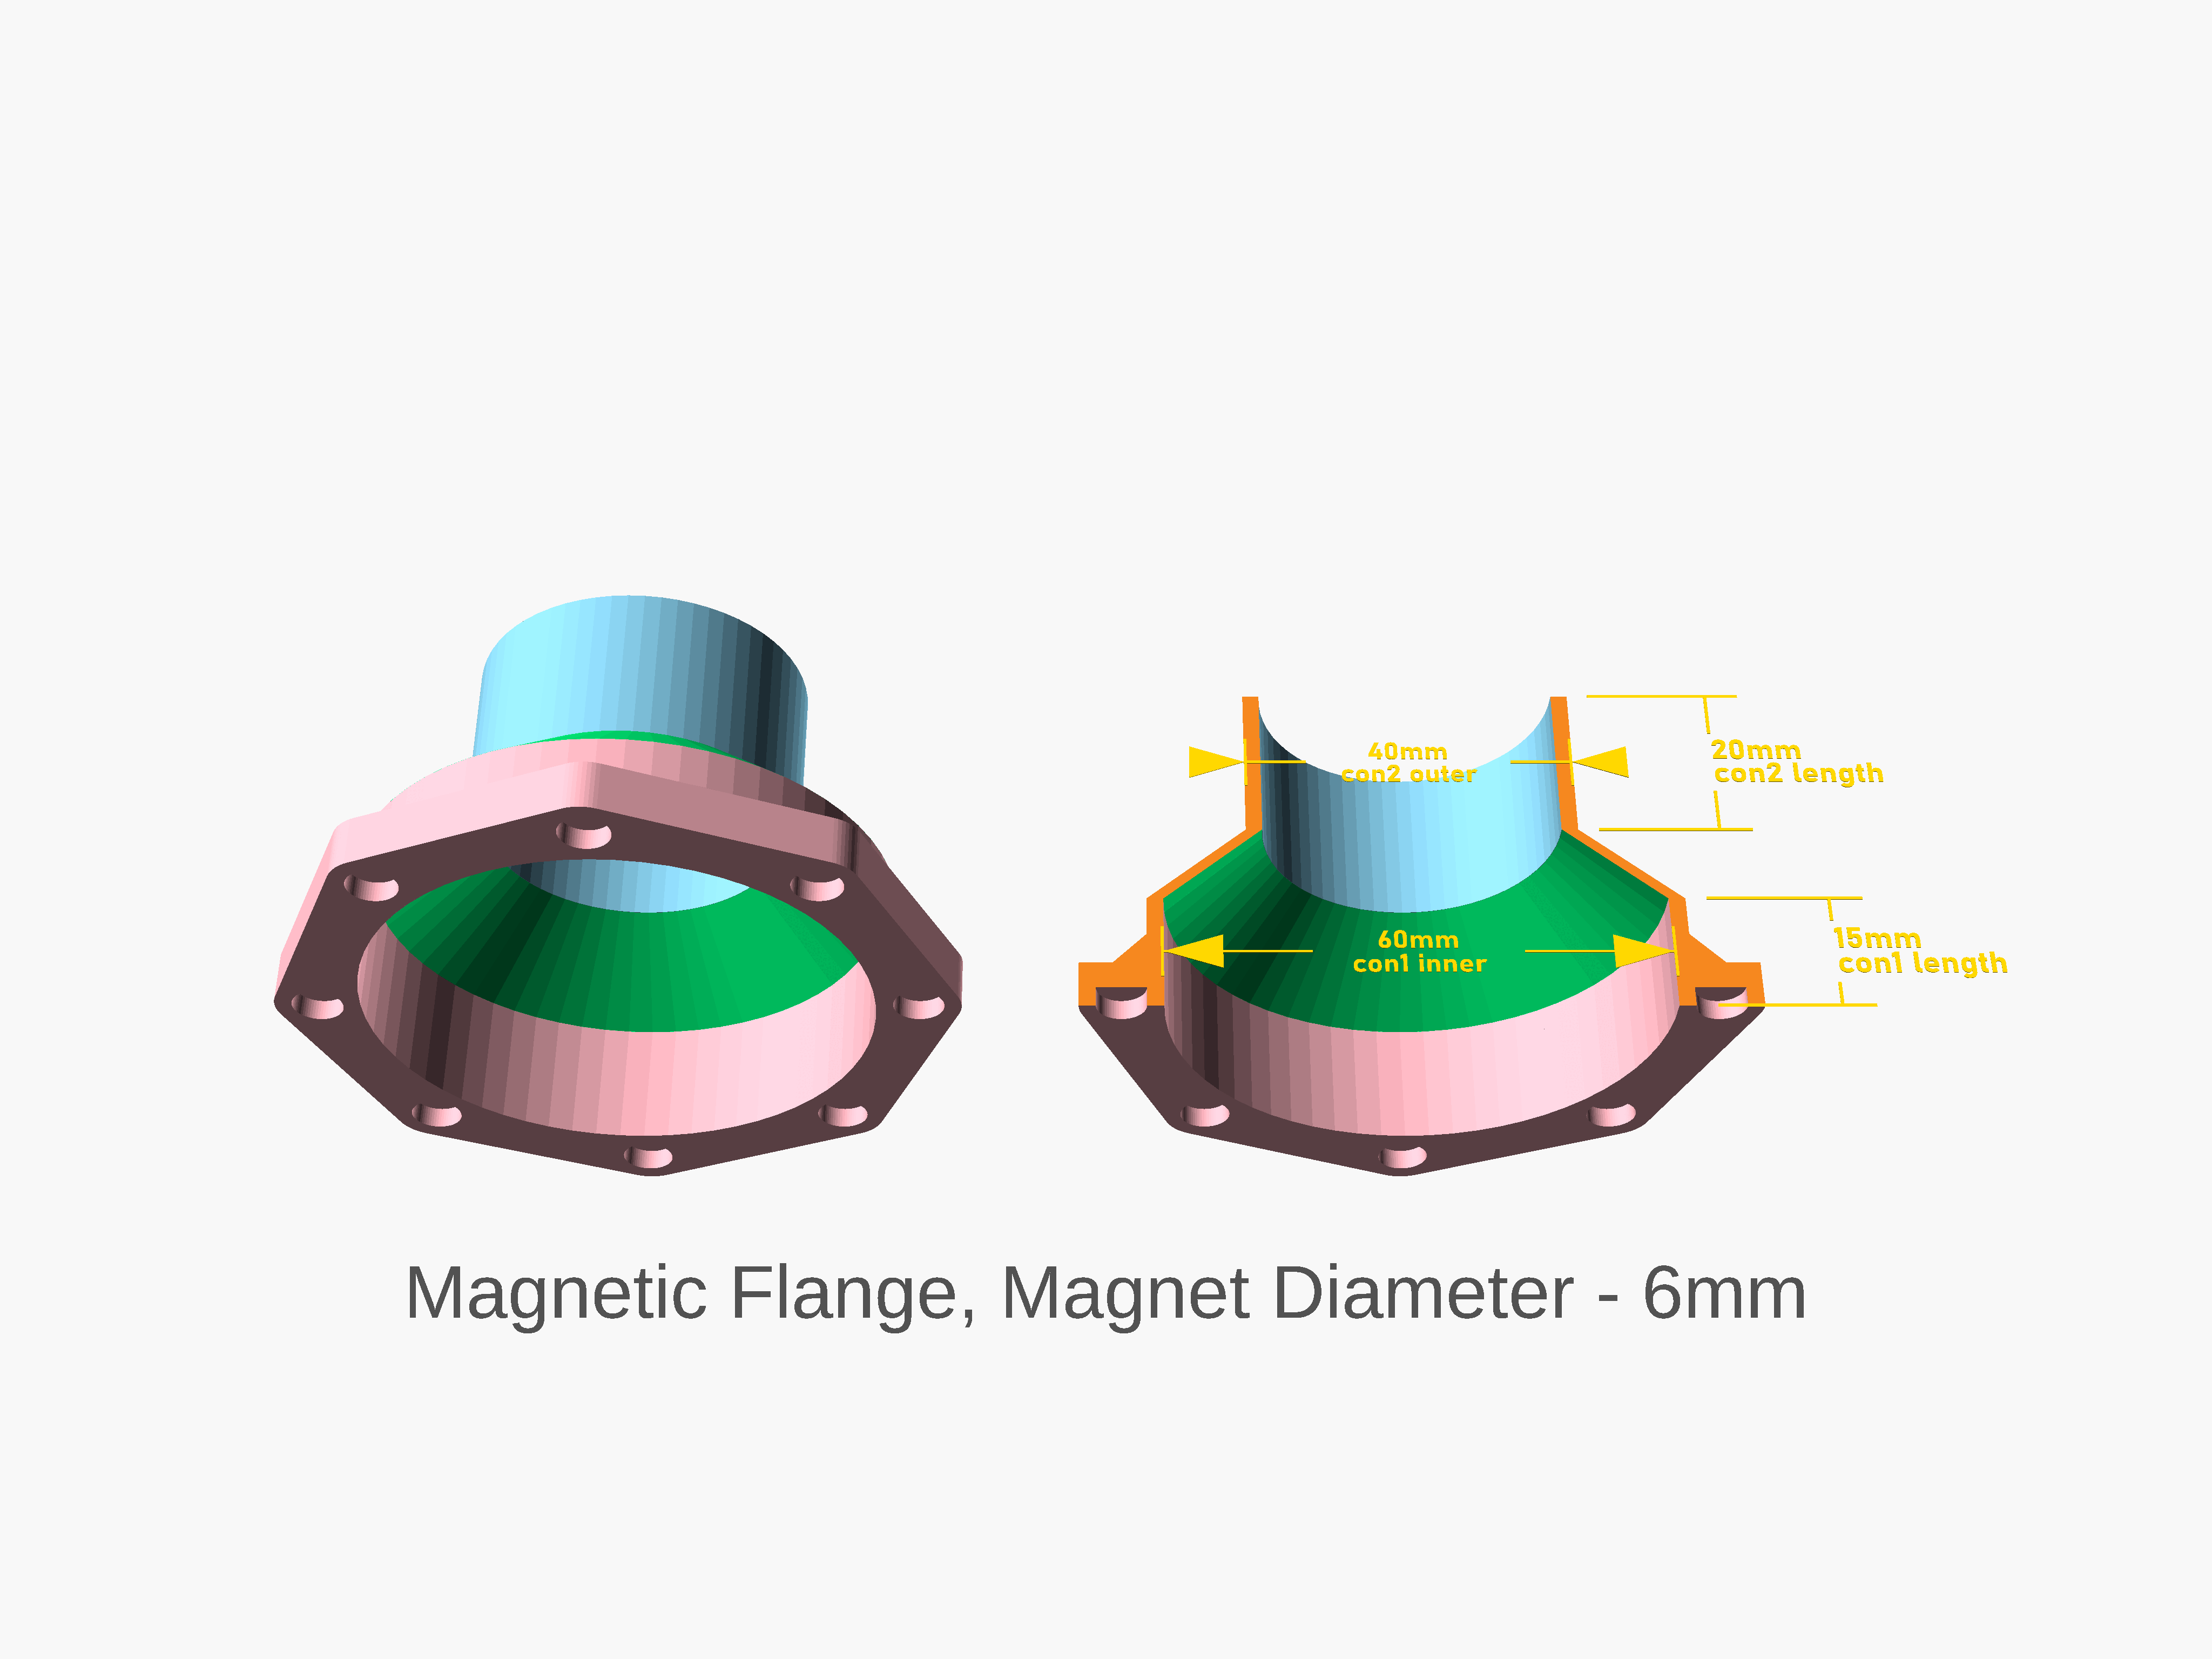 40mm
con2 outer
20mm
con2 length
60mm
con1 inner
15mm
con1 length
Magnetic Flange, Magnet Diameter - 6mm